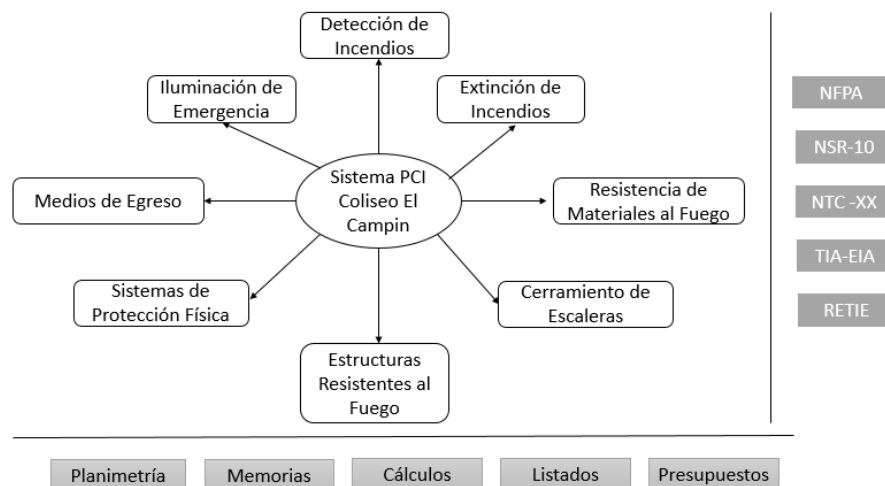 Detección de
Incendios
Iluminación de
Emergencia
Extinción de
Incendios
Medios de Egreso
Sistema PCI
Coliseo El
Campin
Resistencia de
Materiales al Fuego
Sistemas de
Protección Física
Cerramiento de
Escaleras
Estructuras
Resistentes al
Fuego
NFPA
NSR-10
NTC -XX
TIA-EIA
RETIE
Planimetría
Memorias
Cálculos
Listados
Presupuestos